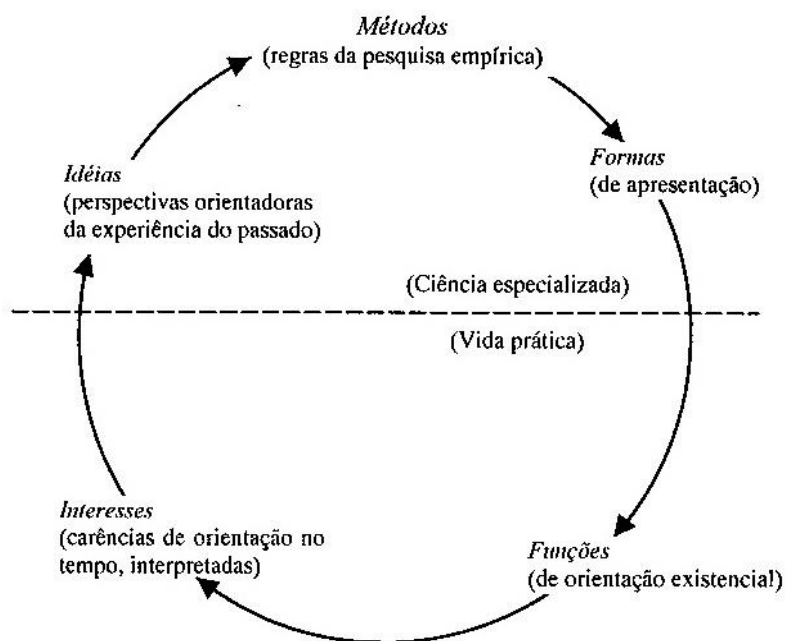 Métodos
(regras da pesquisa empírica)
Formas
(de apresentação)
Idéias
(perspectivas orientadoras
da experiência do passado)
(Ciência especializada)
(Vida prática)
Interesses
(carências de orientação no
tempo, interpretadas)
Funções
(de orientação existencial)